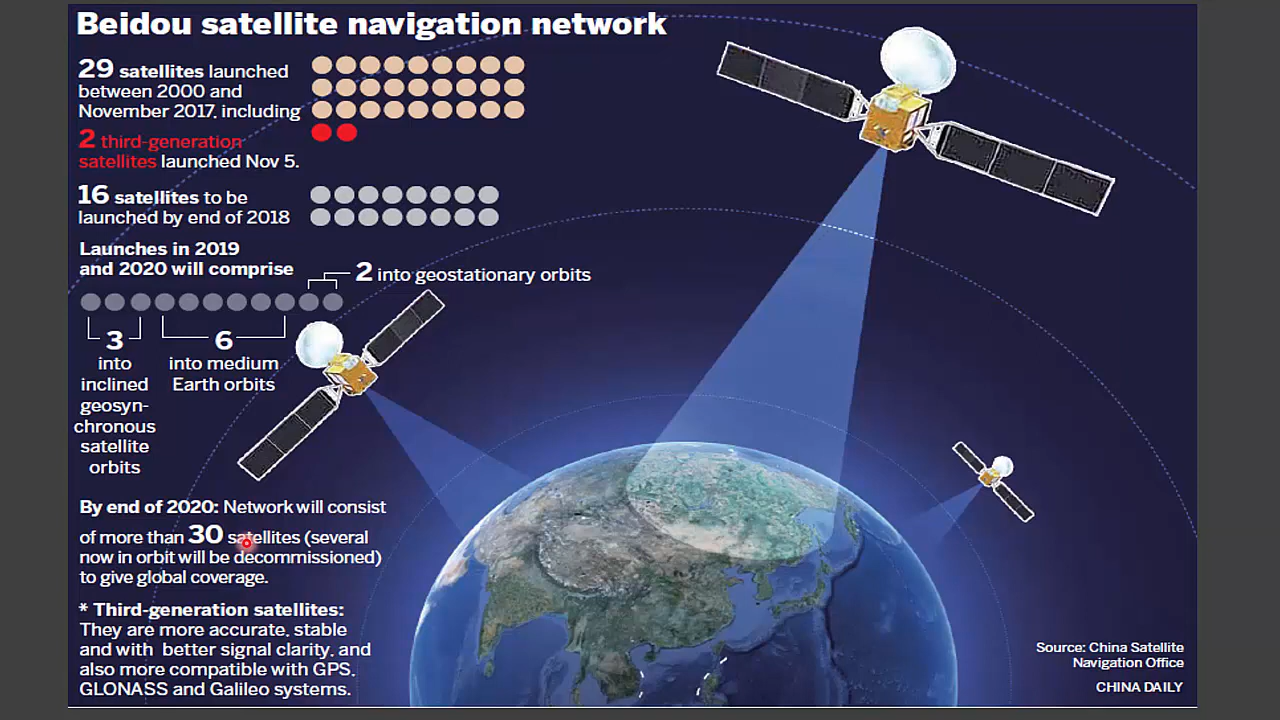 Beidou satellite navigation network
29 satellites launched
between 2000 and
November 2017, including
2 third-generation
satellites launched Nov 5.
16 satellites to be
launched by end of 2018
Launches in 2019
and 2020 will comprise
2 into geostationary orbits
3
into
inclined
geosyn-
chronous
satellite
orbits
6
into medium
Earth orbits
By end of 2020: Network will consist
of more than 30 satellites (several
now in orbit will be decommissioned)
to give global coverage.
* Third-generation satellites:
They are more accurate, stable
and with better signal clarity, and
also more compatible with GPS,
GLONASS and Galileo systems.
Source: China Satellite
Navigation Office
CHINA DAILY